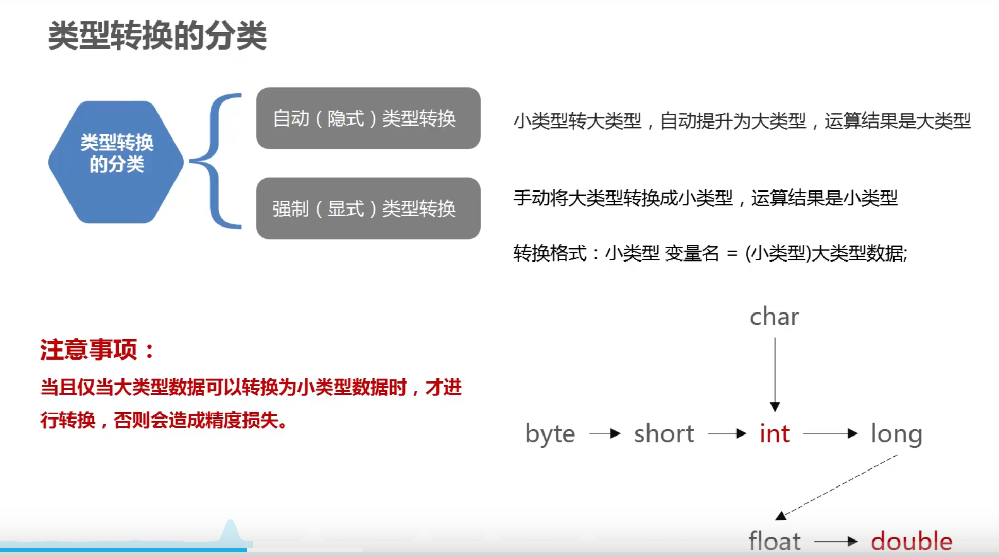 类型转换的分类
类型转换
的分类
自动（隐式）类型转换
小类型转大类型，自动提升为大类型，运算结果是大类型
强制（显式）类型转换
手动将大类型转换成小类型，运算结果是小类型
转换格式：小类型 变量名 = (小类型)大类型数据;
注意事项：
当且仅当大类型数据可以转换为小类型数据时，才进
行转换，否则会造成精度损失。
char
byte short int long
float double